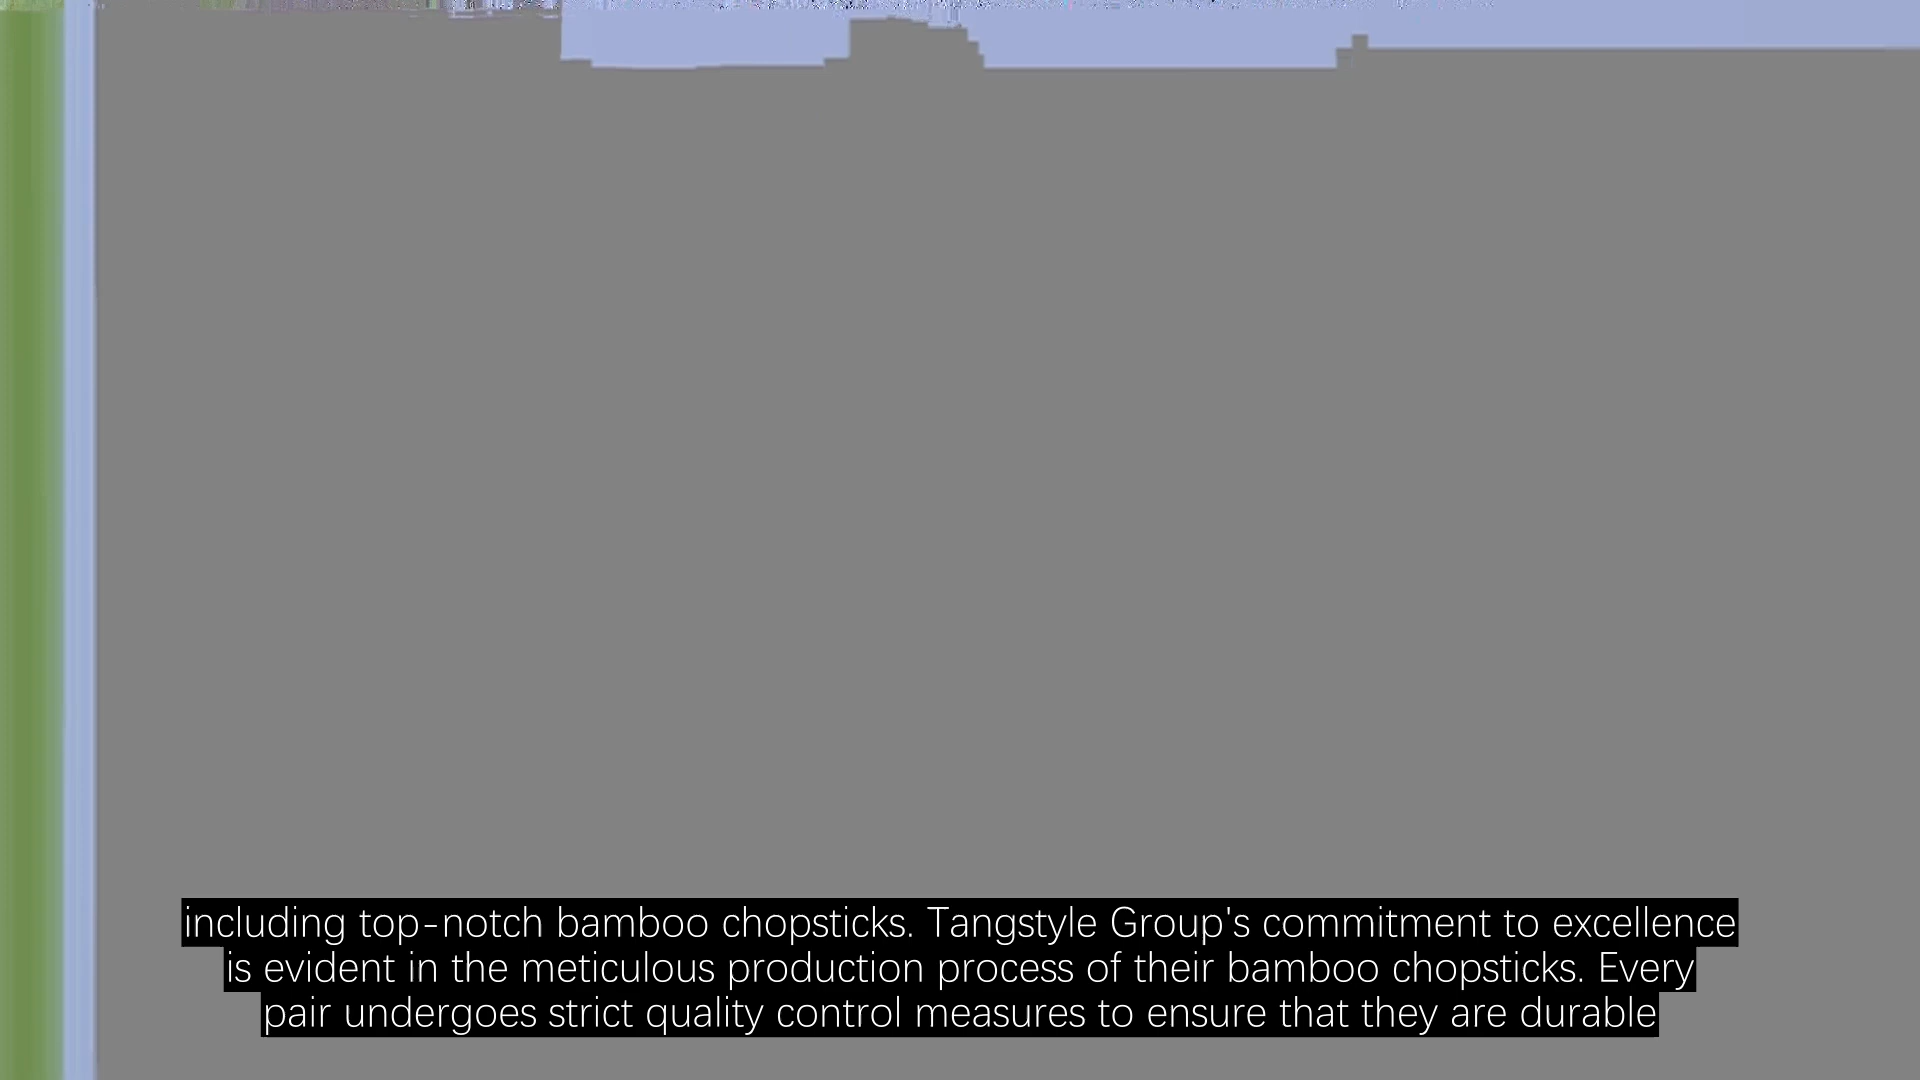 including top-notch bamboo chopsticks. Tangstyle Group's commitment to excellence
is evident in the meticulous production process of their bamboo chopsticks. Every
pair undergoes strict quality control measures to ensure that they are durable